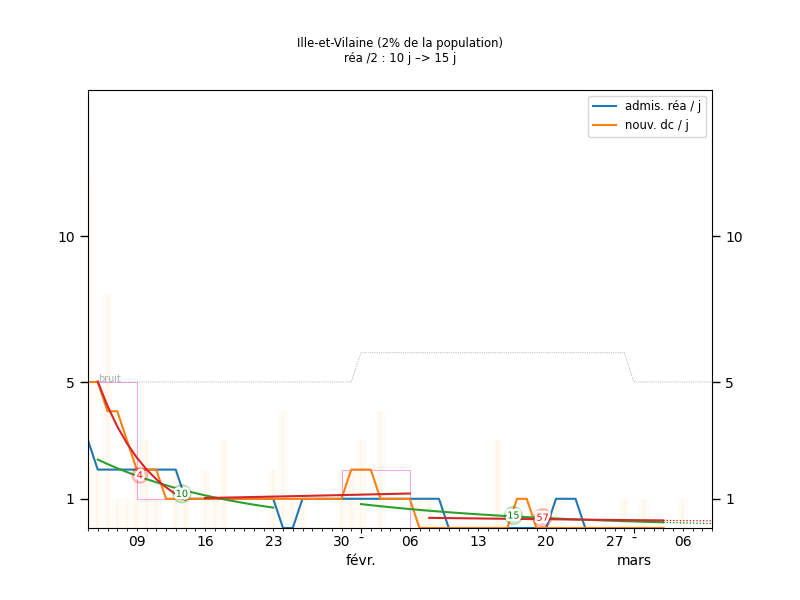 Ille-et-Vilaine (2% de la population)
réa /2 : 10 j –> 15 j
admis. réa / j
nouv. dc / j
10 10
bruit
5 5
4
10
1 1
15
57
09 16 23 30 - 06 13 20 27 - 06
févr. mars